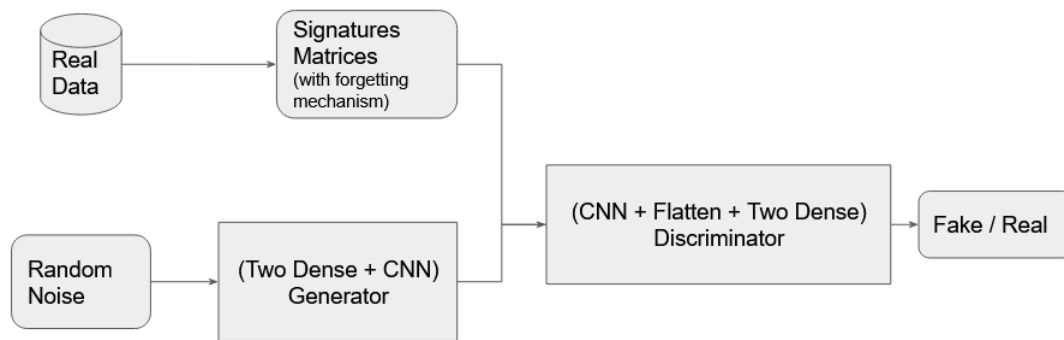 Real
Data
Signatures
Matrices
(with forgetting
mechanism)
Random
Noise
(Two Dense + CNN)
Generator
(CNN + Flatten + Two Dense)
Discriminator
Fake / Real